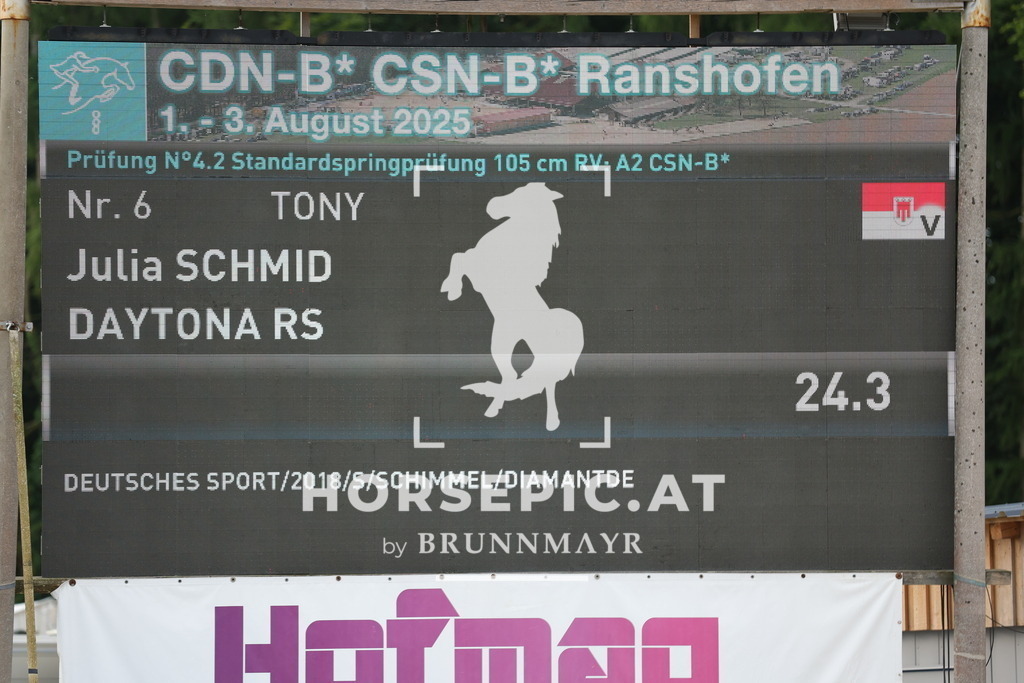 CDN-B* CSN-B* Ranshofen
1. - 3. August 2025
Prüfung N°4.2 Standardspringprüfung 105 cm RV: A2 CSN-B*
Nr. 6 TONY
V
Julia SCHMID
DAYTONA RS
24.3
DEUTSCHES SPORT/2018/S/SCHIMMEL/DIAMANTDE
HORSEPIC.AT
by BRUNNMAYR
Hofmag